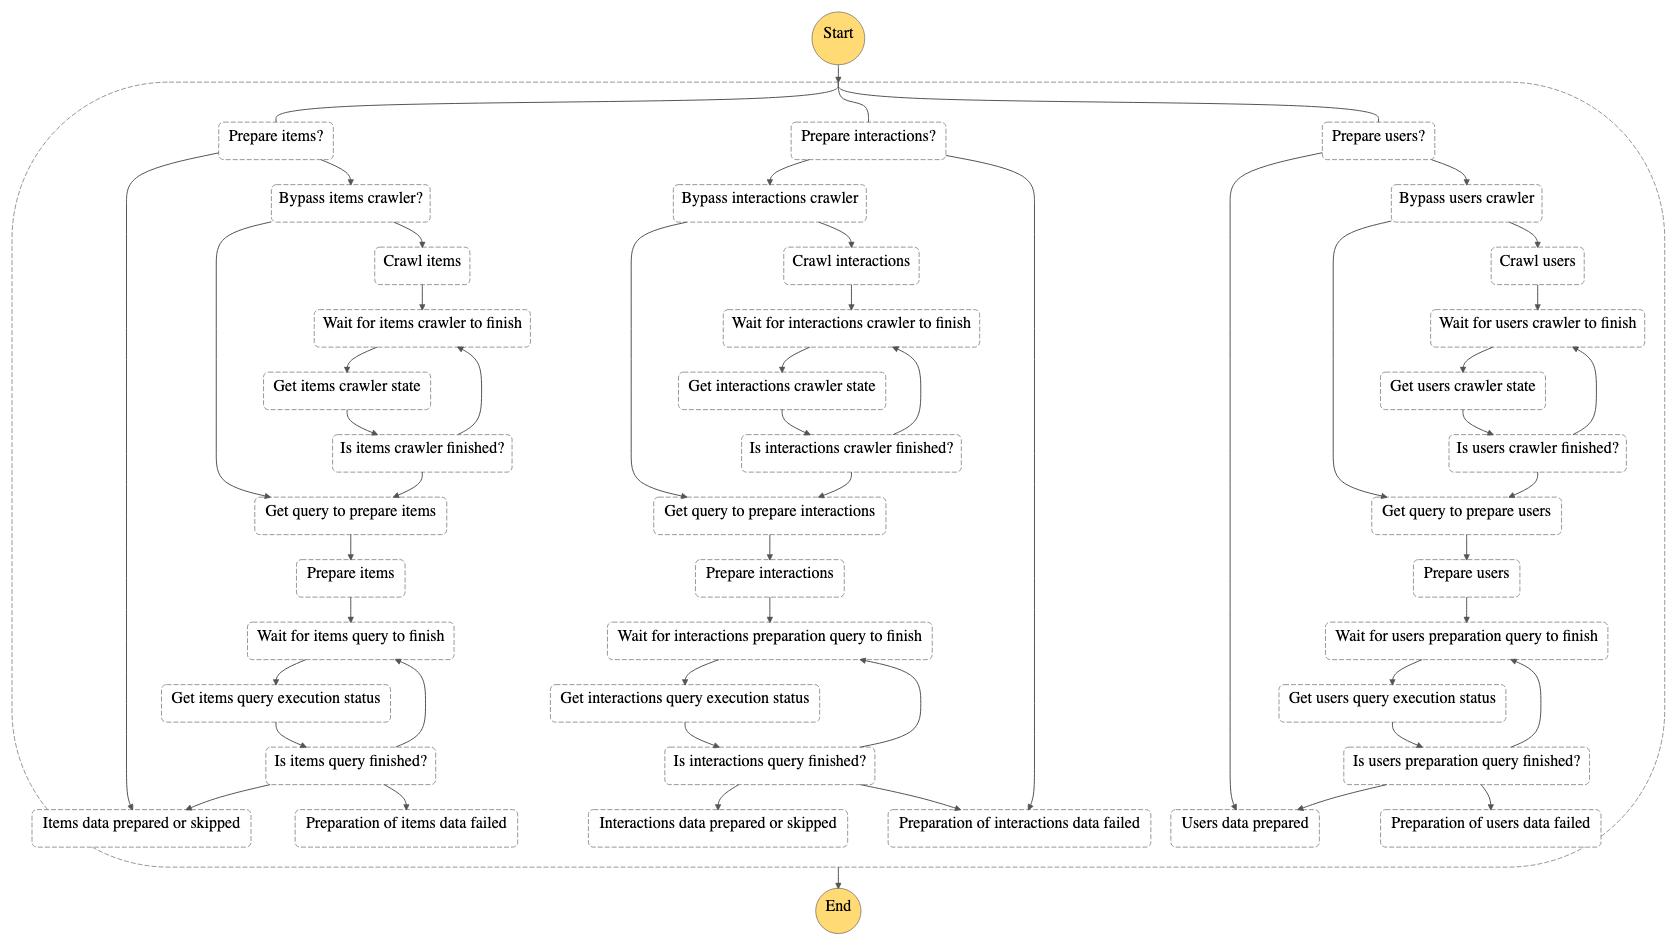 Start
Prepare items?
Prepare interactions?
Prepare users?
Bypass items crawler?
Bypass interactions crawler
Bypass users crawler
Crawl items
Crawl interactions
Crawl users
Wait for items crawler to finish
Wait for interactions crawler to finish
Wait for users crawler to finish
Get items crawler state
Get interactions crawler state
Get users crawler state
Is items crawler finished?
Is interactions crawler finished?
Is users crawler finished?
Get query to prepare items
Get query to prepare interactions
Get query to prepare users
Prepare items
Prepare interactions
Prepare users
Wait for items query to finish
Wait for interactions preparation query to finish
Wait for users preparation query to finish
Get items query execution status
Get interactions query execution status
Get users query execution status
Is items query finished?
Is interactions query finished?
Is users preparation query finished?
Items data prepared or skipped
Preparation of items data failed
Interactions data prepared or skipped
Preparation of interactions data failed
Users data prepared
Preparation of users data failed
End